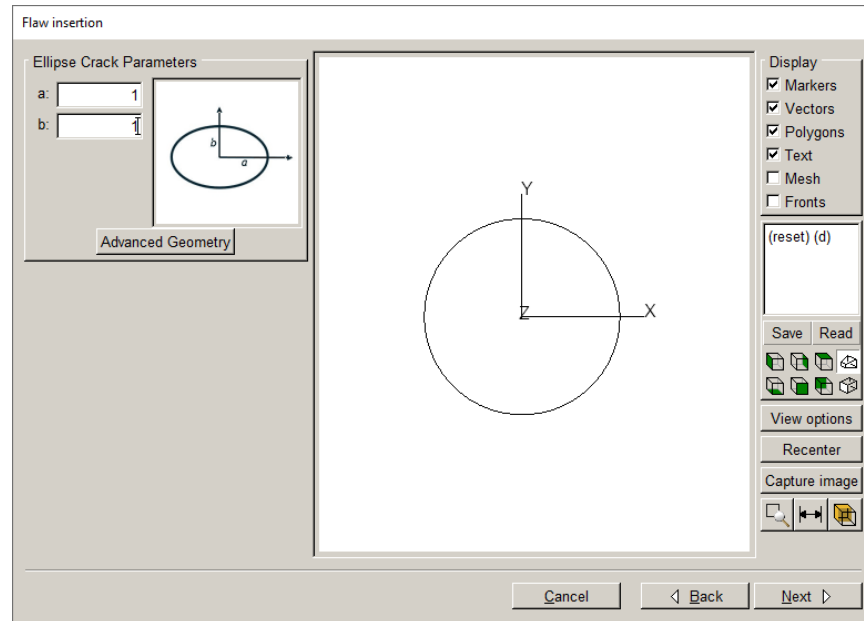 Flaw insertion
Ellipse Crack Parameters
a: 1
b: 1
b
a
Advanced Geometry
Y
Z
X
Display
Markers
Vectors
Polygons
Text
Mesh
Fronts
(reset) (d)
Save Read
View options
Recenter
Capture image
Cancel
Back
Next